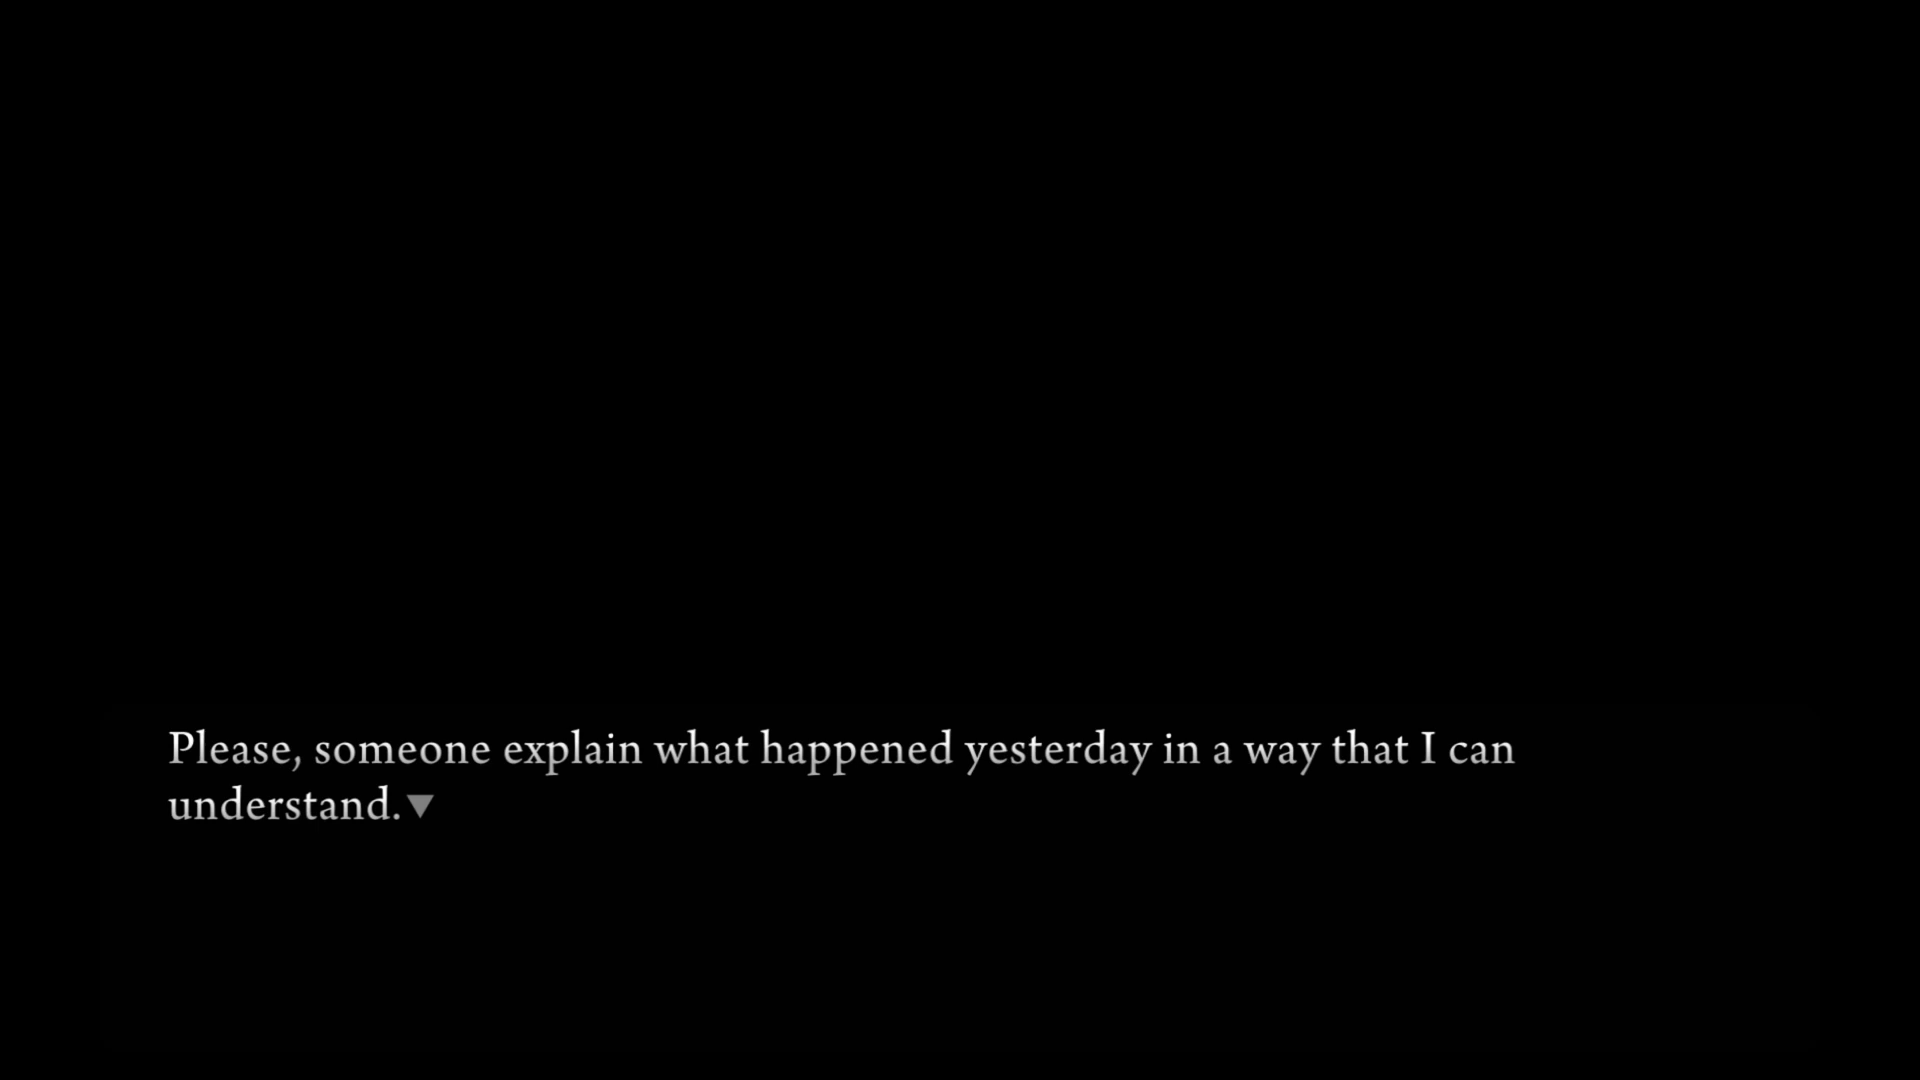 Please, someone explain what happened yesterday in a way that I can
understand.